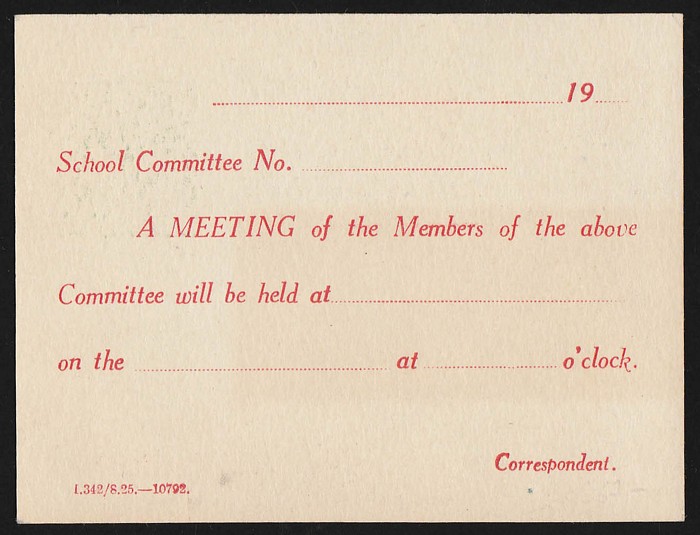 19
School Committee No.
A MEETING of the Members of the above
Committee will be held at
on the at o'clock.
Correspondent.
1.342/8.25.—10792.